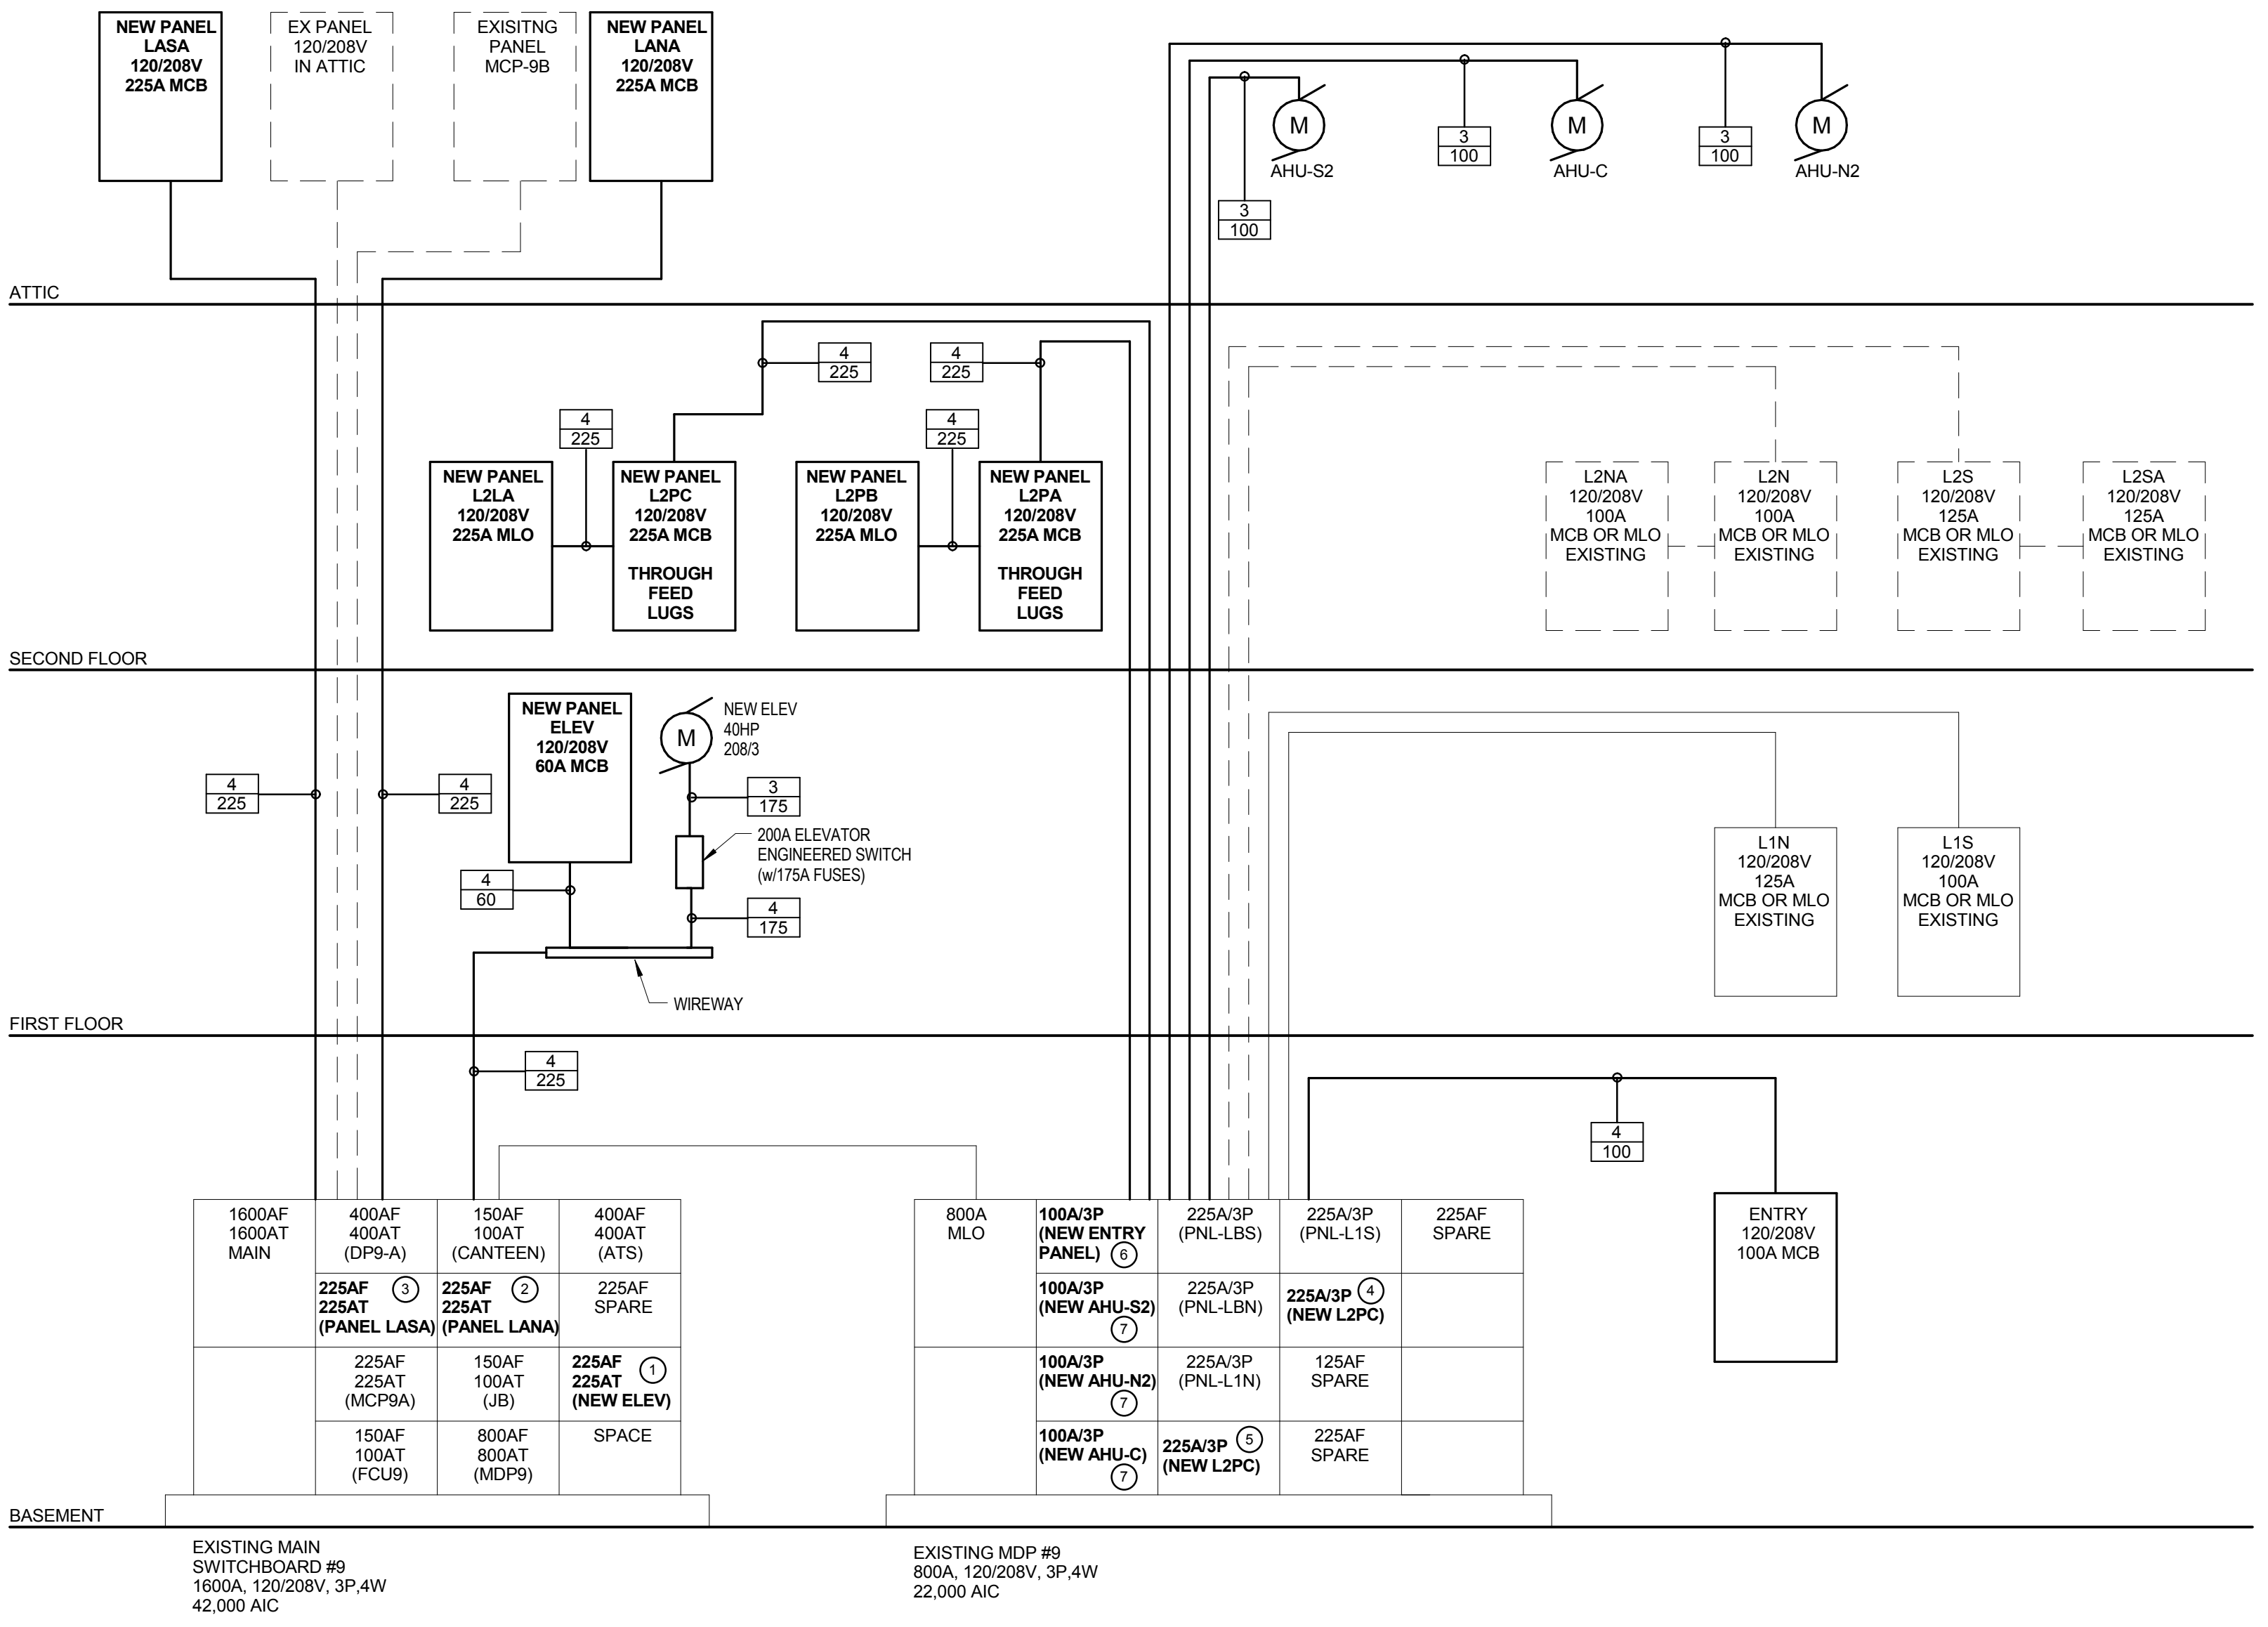 NEW PANEL
LASA
120/208V
225A MCB
EX PANEL
120/208V
IN ATTIC
EXISITNG
PANEL
MCP-9B
NEW PANEL
LANA
120/208V
225A MCB
M
AHU-S2
3
100
M
AHU-C
3
100
M
AHU-N2
3
100
ATTIC
4
225
4
225
4
225
4
225
NEW PANEL
L2LA
120/208V
225A MLO
NEW PANEL
L2PC
120/208V
225A MCB
THROUGH
FEED
LUGS
NEW PANEL
L2PB
120/208V
225A MLO
NEW PANEL
L2PA
120/208V
225A MCB
THROUGH
FEED
LUGS
L2NA
120/208V
100A
MCB OR MLO
EXISTING
L2N
120/208V
100A
MCB OR MLO
EXISTING
L2S
120/208V
125A
MCB OR MLO
EXISTING
L2SA
120/208V
125A
MCB OR MLO
EXISTING
SECOND FLOOR
NEW PANEL
ELEV
120/208V
60A MCB
M
NEW ELEV
40HP
208/3
4
225
4
225
3
175
200A ELEVATOR
ENGINEERED SWITCH
(w/175A FUSES)
4
60
4
175
WIREWAY
L1N
120/208V
125A
MCB OR MLO
EXISTING
L1S
120/208V
100A
MCB OR MLO
EXISTING
FIRST FLOOR
4
225
4
100
1600AF
1600AT
MAIN
400AF
400AT
(DP9-A)
150AF
100AT
(CANTEEN)
400AF
400AT
(ATS)
225AF
225AT
(PANEL LASA)
3
225AF
225AT
(PANEL LANA)
2
225AF
SPARE
225AF
225AT
(MCP9A)
150AF
100AT
(JB)
225AF
225AT
(NEW ELEV)
1
150AF
100AT
(FCU9)
800AF
800AT
(MDP9)
SPACE
800A
MLO
100A/3P
(NEW ENTRY
PANEL) 6
225A/3P
(PNL-LBS)
225A/3P
(PNL-L1S)
225AF
SPARE
100A/3P
(NEW AHU-S2)
7
225A/3P
(PNL-LBN)
225A/3P 4
(NEW L2PC)
100A/3P
(NEW AHU-N2)
7
225A/3P
(PNL-L1N)
125AF
SPARE
100A/3P
(NEW AHU-C)
7
225A/3P 5
(NEW L2PC)
225AF
SPARE
ENTRY
120/208V
100A MCB
BASEMENT
EXISTING MAIN
SWITCHBOARD #9
1600A, 120/208V, 3P,4W
42,000 AIC
EXISTING MDP #9
800A, 120/208V, 3P,4W
22,000 AIC